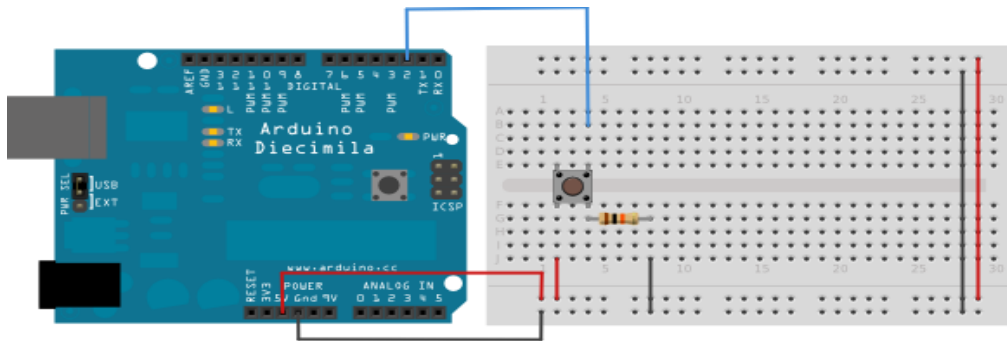 AREF GND 13 12 11 10 9 8 7 6 5 4 3 2 TX 1 RX 0
PWM PWM PWM PWM PWM PWM
DIGITAL
L
TX
RX
Arduino
Diecimila
PWR
1
ICSP
PWR SEL
USB
EXT
www.arduino.cc
POWER
ANALOG IN
RESET 3V3 5V Gnd 9V 0 1 2 3 4 5
1 5 10 15 20 25 30
A
B
C
D
E
F
G
H
I
J
5 10 15 20 25 30